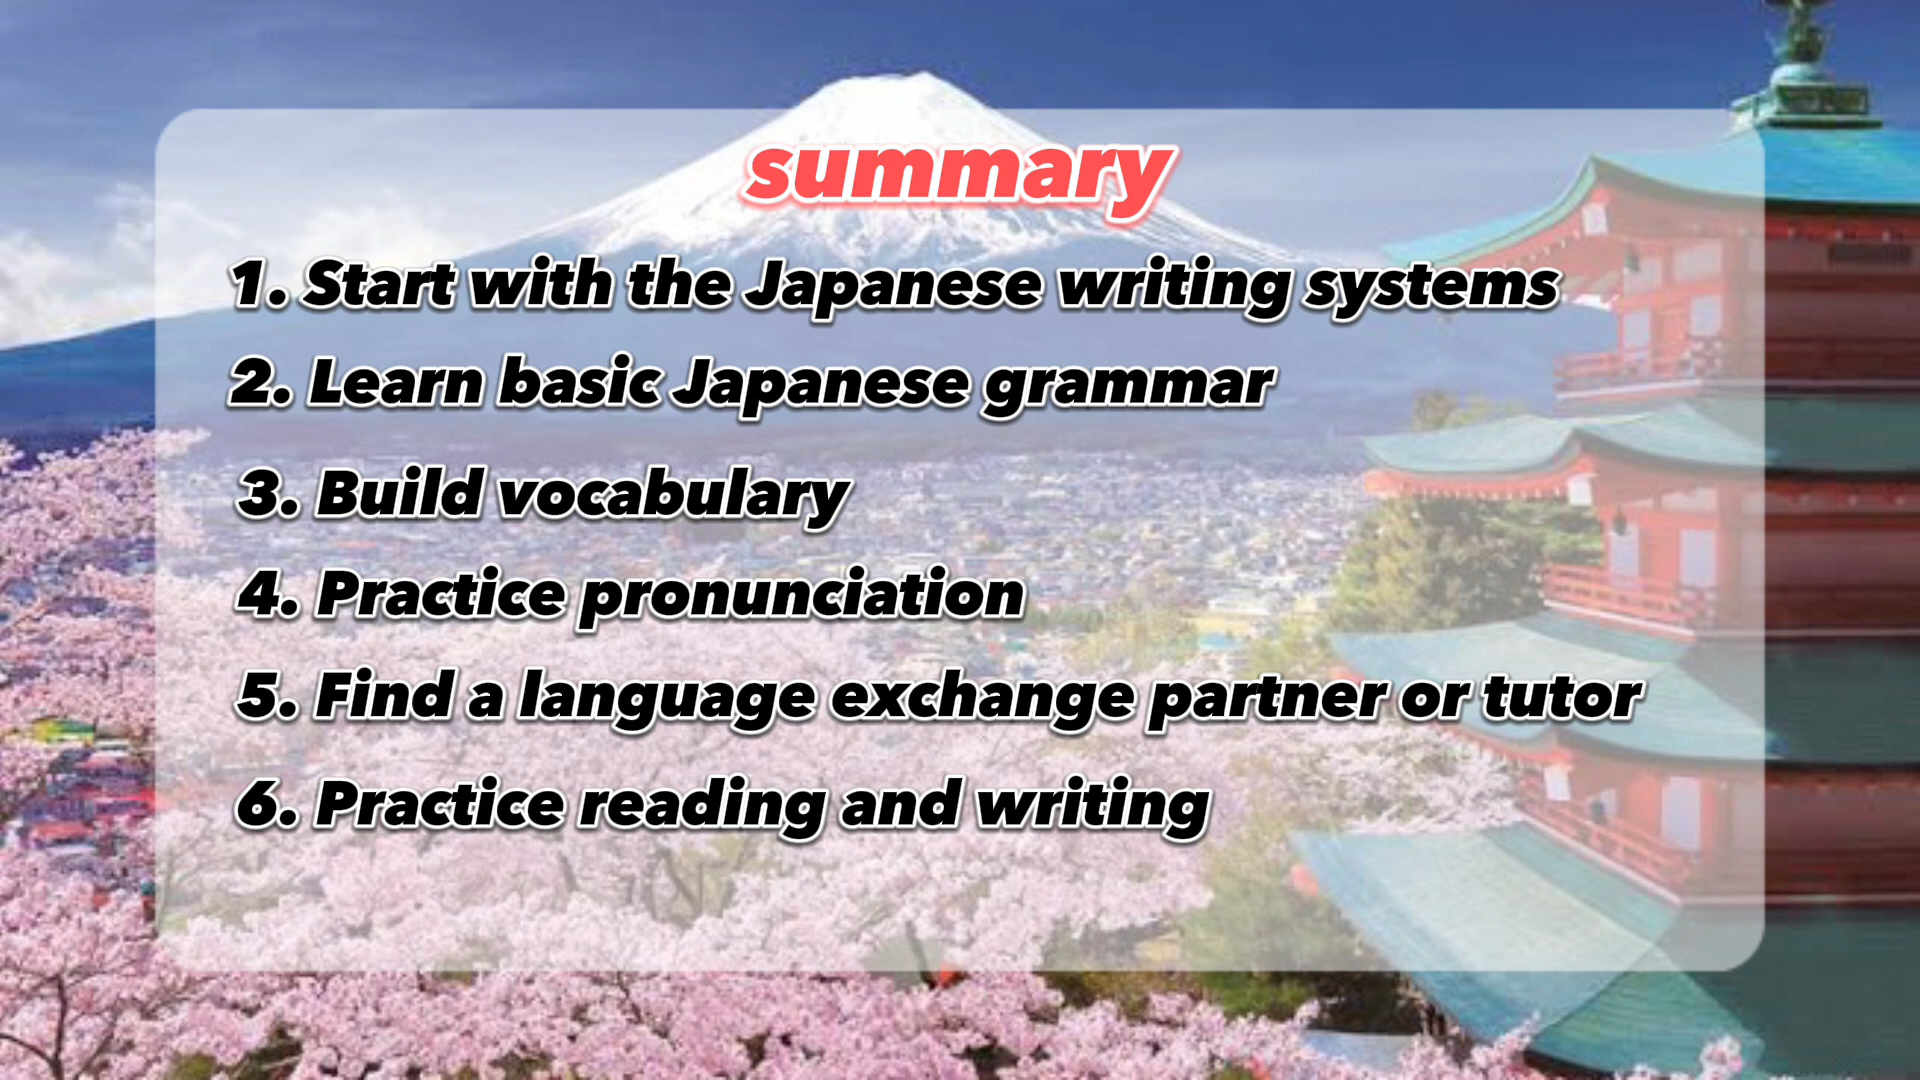 summary
1. Start with the Japanese writing systems
2. Learn basic Japanese grammar
3. Build vocabulary
4. Practice pronunciation
5. Find a language exchange partner or tutor
6. Practice reading and writing